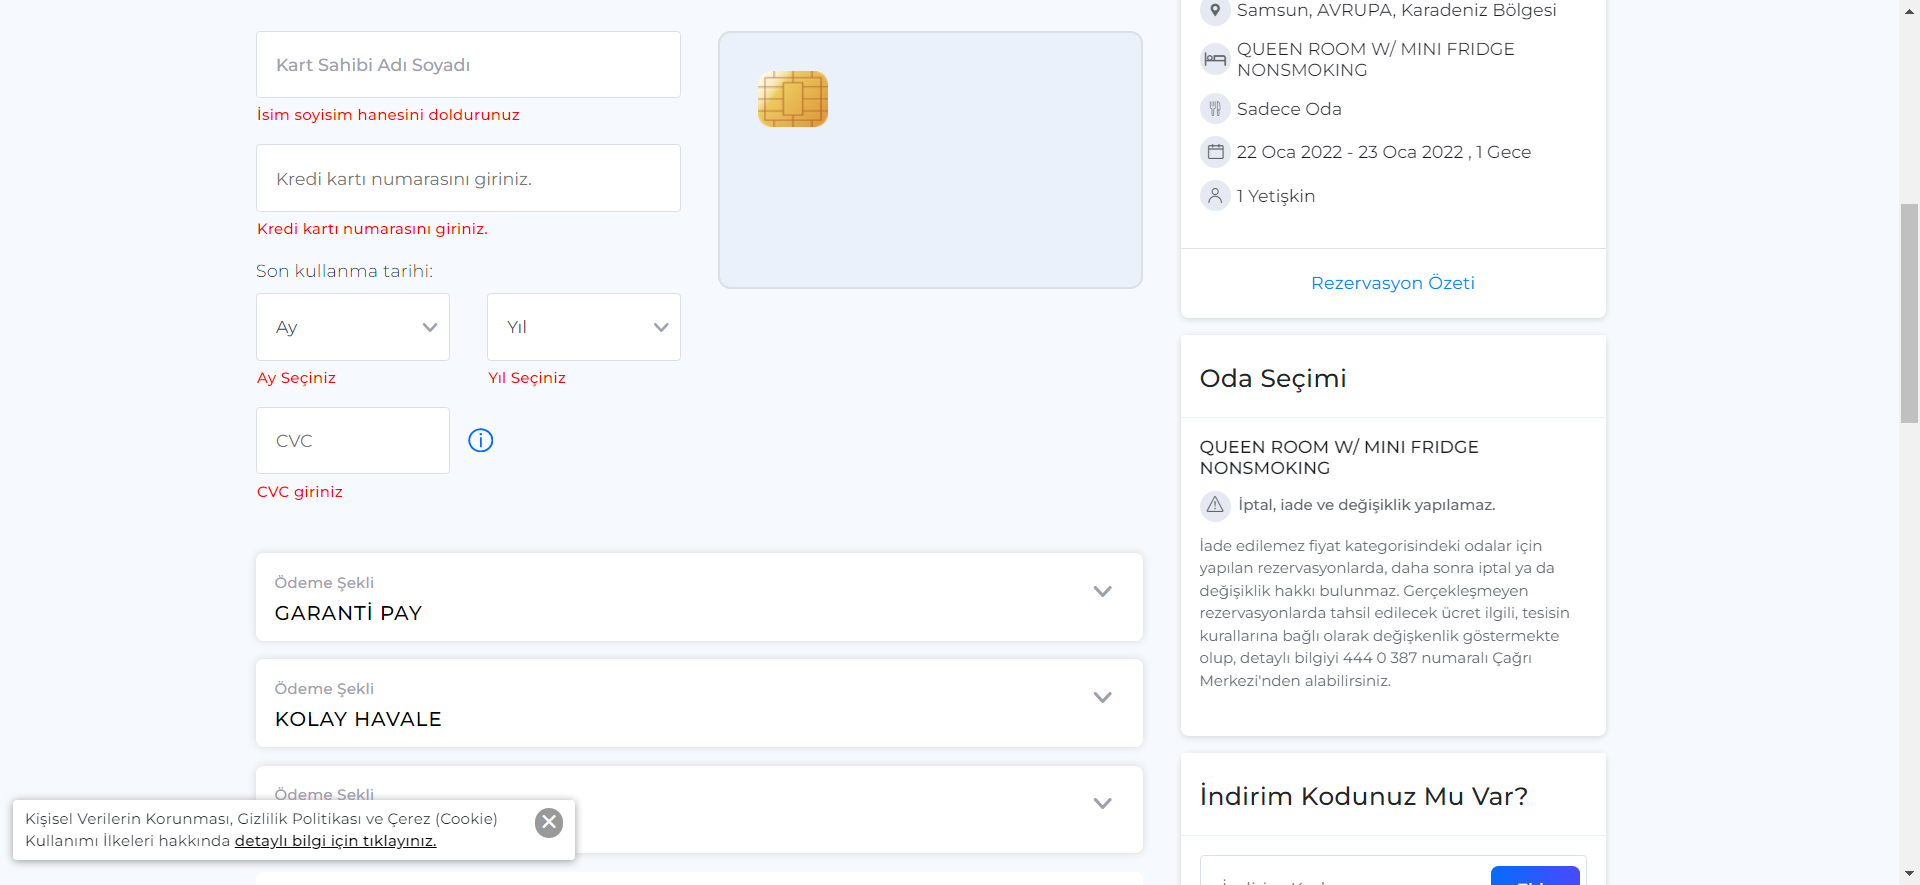 Kart Sahibi Adı Soyadı
İsim soyisim hanesini doldurunuz
Kredi kartı numarasını giriniz.
Kredi kartı numarasını giriniz.
Son kullanma tarihi:
Ay
Yıl
Ay Seçiniz
Yıl Seçiniz
CVC
CVC giriniz
Ödeme Şekli
GARANTİ PAY
Ödeme Şekli
KOLAY HAVALE
Ödeme Şekli
Kişisel Verilerin Korunması, Gizlilik Politikası ve Çerez (Cookie)
Kullanımı İlkeleri hakkında detaylı bilgi için tıklayınız.
Samsun, AVRUPA, Karadeniz Bölgesi
QUEEN ROOM W/ MINI FRIDGE
NONSMOKING
Sadece Oda
22 Oca 2022 - 23 Oca 2022 , 1 Gece
1 Yetişkin
Rezervasyon Özeti
Oda Seçimi
QUEEN ROOM W/ MINI FRIDGE
NONSMOKING
İptal, iade ve değişiklik yapılamaz.
İade edilemez fiyat kategorisindeki odalar için
yapılan rezervasyonlarda, daha sonra iptal ya da
değişiklik hakkı bulunmaz. Gerçekleşmeyen
rezervasyonlarda tahsil edilecek ücret ilgili, tesisin
kurallarına bağlı olarak değişkenlik göstermekte
olup, detaylı bilgiyi 444 0 387 numaralı Çağrı
Merkezi'nden alabilirsiniz.
İndirim Kodunuz Mu Var?